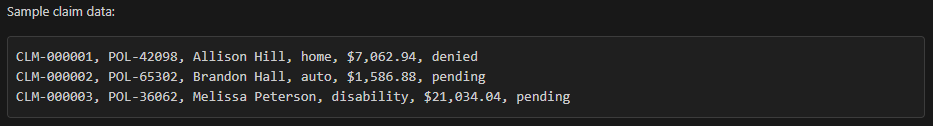 Sample claim data:
CLM-000001, POL-42098, Allison Hill, home, $7,062.94, denied
CLM-000002, POL-65302, Brandon Hall, auto, $1,586.88, pending
CLM-000003, POL-36062, Melissa Peterson, disability, $21,034.04, pending